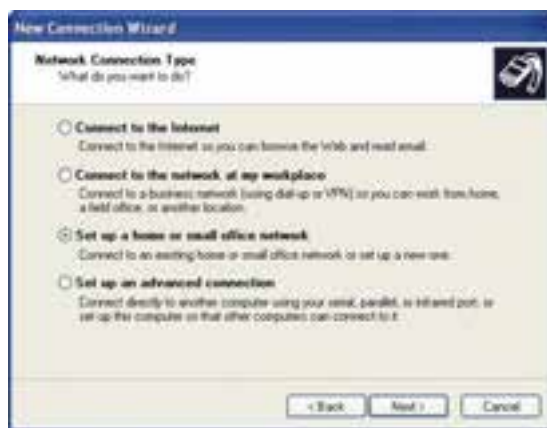 New Connection Wizard
Network Connection Type
What do you want to do?
Connect to the Internet
Connect to the Internet so you can browse the Web and read email.
Connect to the network at my workplace
Connect to a business network (using dial-up or VPN) so you can work from home,
a field office, or another location.
Set up a home or small office network
Connect to an existing home or small office network or set up a new one.
Set up an advanced connection
Connect directly to another computer using your serial, parallel, or infrared port, or
set up this computer so that other computers can connect to it.
< Back
Next >
Cancel